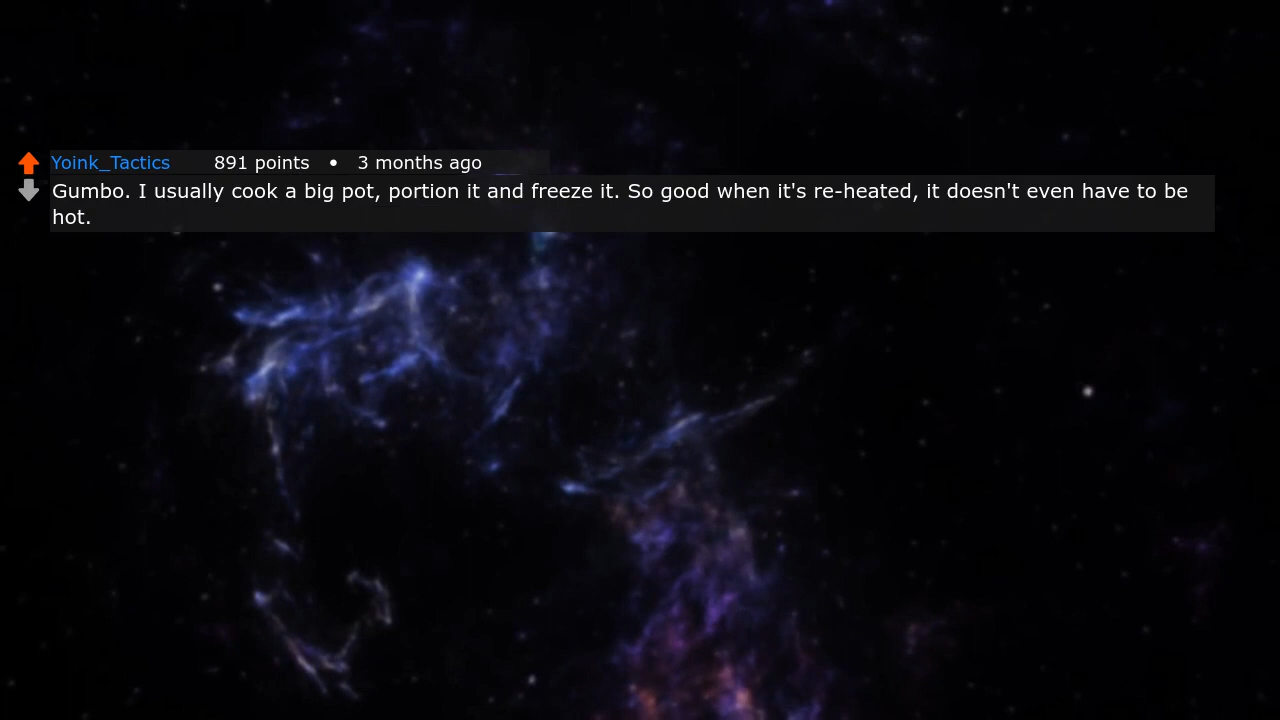 Yoink_Tactics 891 points • 3 months ago
Gumbo. I usually cook a big pot, portion it and freeze it. So good when it's re-heated, it doesn't even have to be
hot.